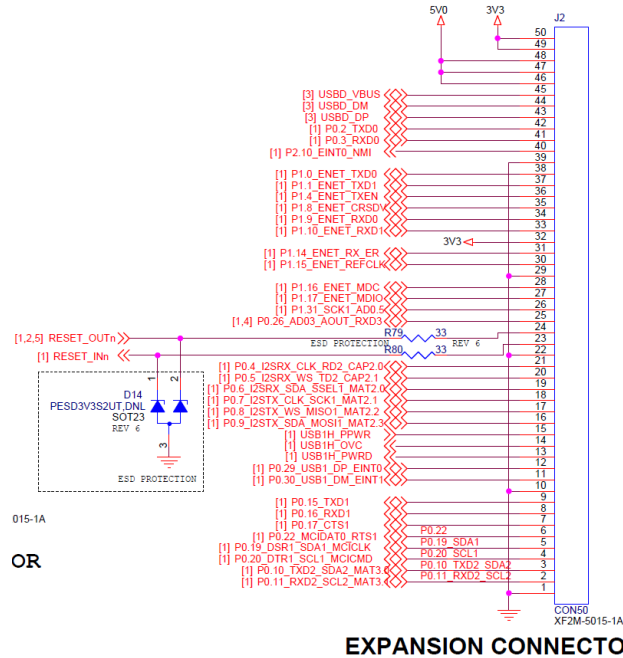 5V0 3V3
J2
50
49
48
47
46
[3] USBD_VBUS 45
[3] USBD_DM 44
[3] USBD_DP 43
[1] P0.2_TXD0 42
[1] P0.3_RXD0 41
[1] P2.10_EINT0_NMI 40
39
[1] P1.0_ENET_TXD0 38
[1] P1.1_ENET_TXD1 37
[1] P1.4_ENET_TXEN 36
[1] P1.8_ENET_CRSDV 35
[1] P1.9_ENET_RXD0 34
[1] P1.10_ENET_RXD1 33
3V3 32
[1] P1.14_ENET_RX_ER 31
[1] P1.15_ENET_REFCLK 30
29
[1] P1.16_ENET_MDC 28
[1] P1.17_ENET_MDIO 27
[1] P1.31_SCK1_AD0.5 26
[1,4] P0.26_AD03_AOUT_RXD3 25
[1,2,5] RESET_OUTn R79 33 24
ESD PROTECTION REV 6 23
[1] RESET_INn R80 33 22
[1] P0.4_I2SRX_CLK_RD2_CAP2.0 21
[1] P0.5_I2SRX_WS_TD2_CAP2.1 20
[1] P0.6_I2SRX_SDA_SSEL1_MAT2.0 19
[1] P0.7_I2STX_CLK_SCK1_MAT2.1 18
[1] P0.8_I2STX_WS_MISO1_MAT2.2 17
[1] P0.9_I2STX_SDA_MOSI1_MAT2.3 16
[1] USB1H_PPWR 15
[1] USB1H_OVC 14
[1] USB1H_PWRD 13
[1] P0.29_USB1_DP_EINT0 12
[1] P0.30_USB1_DM_EINT1 11
10
[1] P0.15_TXD1 9
[1] P0.16_RXD1 8
[1] P0.17_CTS1 7
[1] P0.22_MCIDAT0_RTS1 P0.22 6
[1] P0.19_DSR1_SDA1_MCICLK P0.19_SDA1 5
[1] P0.20_DTR1_SCL1_MCICMD P0.20_SCL1 4
[1] P0.10_TXD2_SDA2_MAT3.0 P0.10_TXD2_SDA2 3
[1] P0.11_RXD2_SCL2_MAT3.1 P0.11_RXD2_SCL2 2
1
CON50
XF2M-5015-1A
1 2
D14
PESD3V3S2UT,DNL
SOT23
REV 6
3
ESD PROTECTION
015-1A
OR
EXPANSION CONNECTO